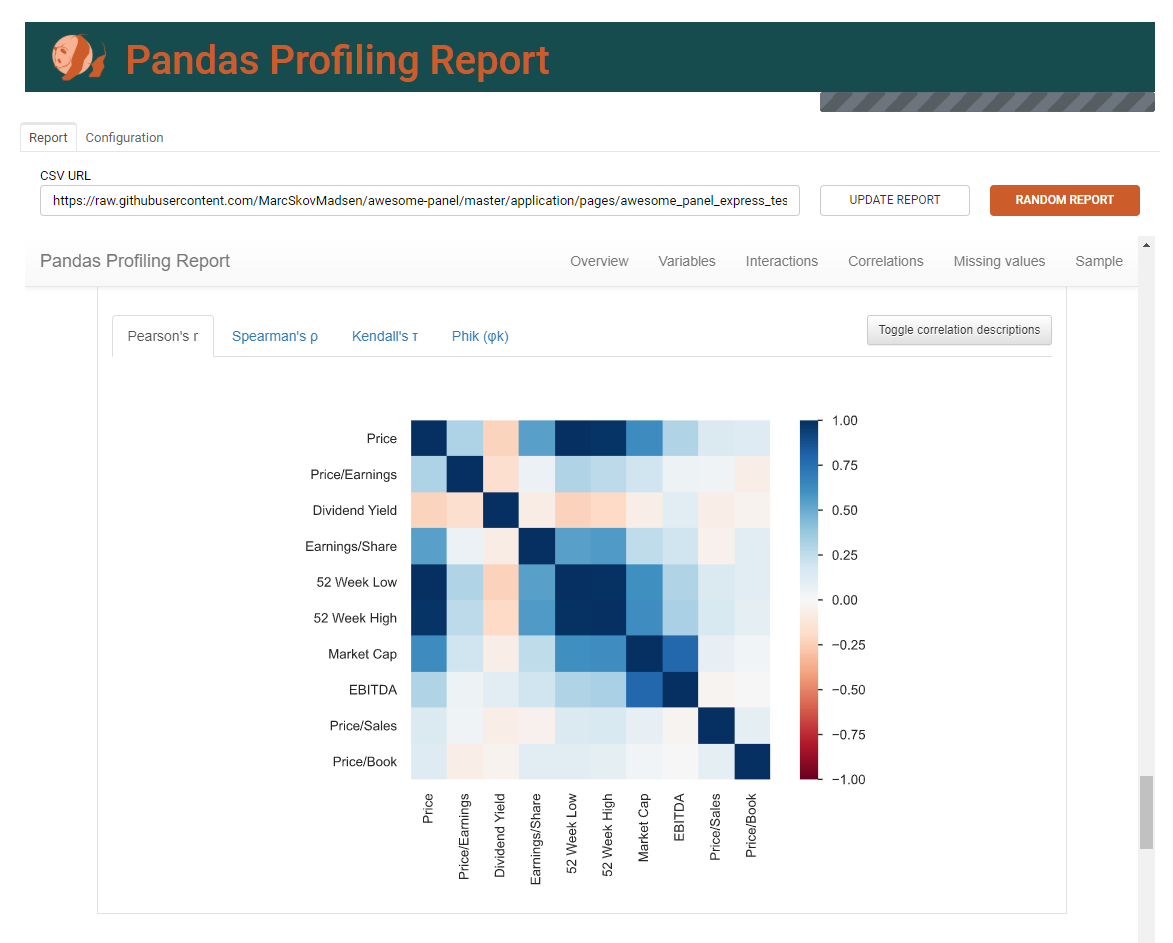 Pandas Profiling Report
Report Configuration
CSV URL
https://raw.githubusercontent.com/MarcSkovMadsen/awesome-panel/master/application/pages/awesome_panel_express_tes
UPDATE REPORT
RANDOM REPORT
Pandas Profiling Report
Overview Variables Interactions Correlations Missing values Sample
Pearson's r Spearman's ρ Kendall's τ Phik (φk)
Toggle correlation descriptions
Price
Price/Earnings
Dividend Yield
Earnings/Share
52 Week Low
52 Week High
Market Cap
EBITDA
Price/Sales
Price/Book
1.00
0.75
0.50
0.25
0.00
−0.25
−0.50
−0.75
−1.00
Price
Price/Earnings
Dividend Yield
Earnings/Share
52 Week Low
52 Week High
Market Cap
EBITDA
Price/Sales
Price/Book